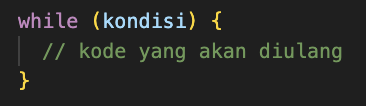 while (kondisi) {
  // kode yang akan diulang
}